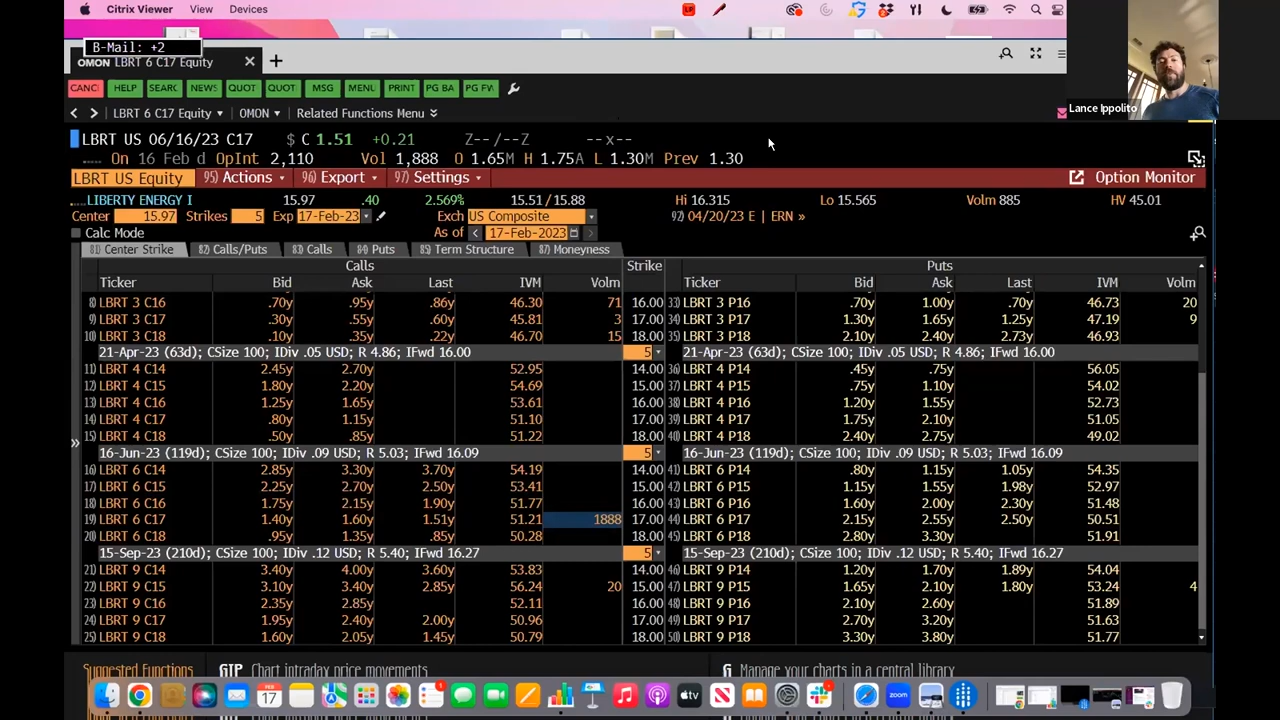 Citrix Viewer View Devices
B-Mail: +2
OMON LBRT 6 C17 Equity
Lance Ippolito
CANC HELP SEARC NEWS QUOT QUOT MSG MENU PRINT PG BA PG FW
LBRT 6 C17 Equity OMON Related Functions Menu
LBRT US 06/16/23 C17 $ C 1.51 +0.21 Z--/--Z --x--
On 16 Feb d OpInt 2,110 Vol 1,888 O 1.65M H 1.75A L 1.30M Prev 1.30
LBRT US Equity 95) Actions 96) Export 97) Settings Option Monitor
LIBERTY ENERGY I 15.97 .40 2.569% 15.51/15.88 Hi 16.315 Lo 15.565 Volm 885 HV 45.01
Center 15.97 Strikes 5 Exp 17-Feb-23 Exch US Composite 92) 04/20/23 E | ERN »
Calc Mode As of 17-Feb-2023
81) Center Strike 82) Calls/Puts 83) Calls 84) Puts 85) Term Structure 87) Moneyness
Calls Strike Puts
Ticker Bid Ask Last IVM Volm Ticker Bid Ask Last IVM Volm
8) LBRT 3 C16 .70y .95y .86y 46.30 71 16.00 33) LBRT 3 P16 .70y 1.00y .70y 46.73 20
9) LBRT 3 C17 .30y .55y .60y 45.81 3 17.00 34) LBRT 3 P17 1.30y 1.65y 1.25y 47.19 9
10) LBRT 3 C18 .10y .35y .22y 46.70 15 18.00 35) LBRT 3 P18 2.10y 2.40y 2.73y 46.93
21-Apr-23 (63d); CSize 100; IDiv .05 USD; R 4.86; IFwd 16.00 5 21-Apr-23 (63d); CSize 100; IDiv .05 USD; R 4.86; IFwd 16.00
11) LBRT 4 C14 2.45y 2.70y 52.95 14.00 36) LBRT 4 P14 .45y .75y 56.05
12) LBRT 4 C15 1.80y 2.20y 54.69 15.00 37) LBRT 4 P15 .75y 1.10y 54.02
13) LBRT 4 C16 1.25y 1.65y 53.61 16.00 38) LBRT 4 P16 1.20y 1.55y 52.73
14) LBRT 4 C17 .80y 1.15y 51.10 17.00 39) LBRT 4 P17 1.75y 2.10y 51.05
15) LBRT 4 C18 .50y .85y 51.22 18.00 40) LBRT 4 P18 2.40y 2.75y 49.02
16-Jun-23 (119d); CSize 100; IDiv .09 USD; R 5.03; IFwd 16.09 5 16-Jun-23 (119d); CSize 100; IDiv .09 USD; R 5.03; IFwd 16.09
16) LBRT 6 C14 2.85y 3.30y 3.70y 54.19 14.00 41) LBRT 6 P14 .80y 1.15y 1.05y 54.35
17) LBRT 6 C15 2.25y 2.70y 2.50y 53.41 15.00 42) LBRT 6 P15 1.15y 1.55y 1.98y 52.97
18) LBRT 6 C16 1.75y 2.15y 1.90y 51.77 16.00 43) LBRT 6 P16 1.60y 2.00y 2.30y 51.48
19) LBRT 6 C17 1.40y 1.60y 1.51y 51.21 1888 17.00 44) LBRT 6 P17 2.15y 2.55y 2.50y 50.51
20) LBRT 6 C18 .95y 1.35y .85y 50.28 18.00 45) LBRT 6 P18 2.80y 3.30y 51.91
15-Sep-23 (210d); CSize 100; IDiv .12 USD; R 5.40; IFwd 16.27 5 15-Sep-23 (210d); CSize 100; IDiv .12 USD; R 5.40; IFwd 16.27
21) LBRT 9 C14 3.40y 4.00y 3.60y 53.83 14.00 46) LBRT 9 P14 1.20y 1.70y 1.89y 54.04
22) LBRT 9 C15 3.10y 3.40y 2.85y 56.24 20 15.00 47) LBRT 9 P15 1.65y 2.10y 1.80y 53.24 4
23) LBRT 9 C16 2.35y 2.85y 52.11 16.00 48) LBRT 9 P16 2.10y 2.60y 51.89
24) LBRT 9 C17 1.95y 2.40y 2.00y 50.96 17.00 49) LBRT 9 P17 2.70y 3.20y 51.63
25) LBRT 9 C18 1.60y 2.05y 1.45y 50.79 18.00 50) LBRT 9 P18 3.30y 3.80y 51.77
Suggested Functions GIP Chart intraday price movements G Manage your charts in a central library
FEB 17 1 zoom